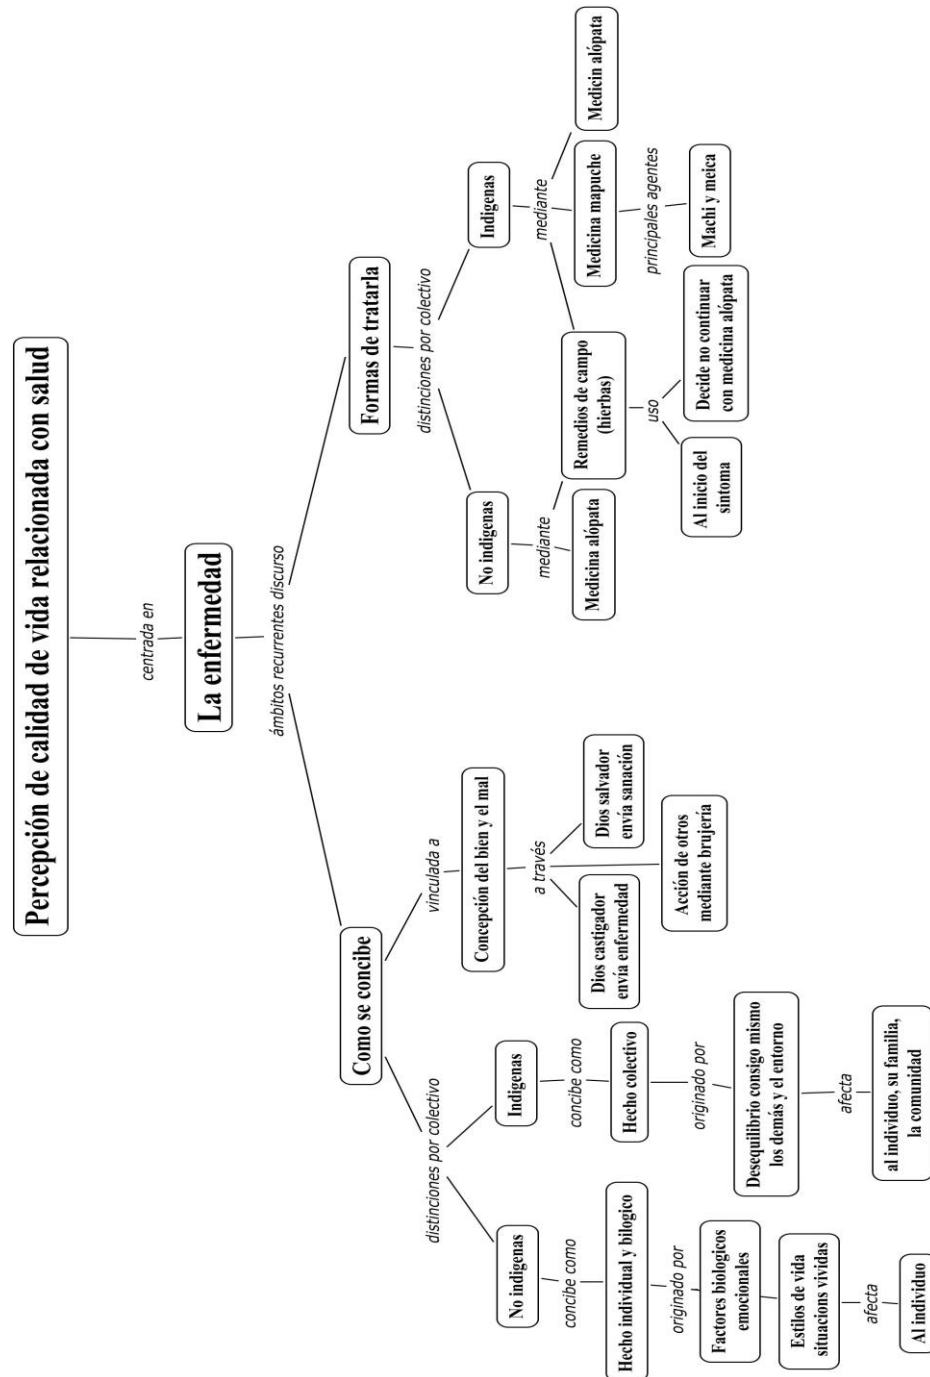 Percepción de calidad de vida relacionada con salud
centrada en
La enfermedad
ámbitos recurrentes discurso
Como se concibe
distinciones por colectivo
No indigenas
concibe como
Hecho individual y bilogico
originado por
Factores biologicos
emocionales
Estilos de vida
situacions vividas
afecta
Al individuo
Indigenas
concibe como
Hecho colectivo
originado por
Desequilibrio consigo mismo
los demás y el entorno
afecta
al individuo, su familia,
la comunidad
vinculada a
Concepción del bien y el mal
a través
Dios castigador
envía enfermedad
Acción de otros
mediante brujería
Dios salvador
envía sanación
Formas de tratarla
distinciones por colectivo
No indigenas
mediante
Medicina alópata
Remedios de campo
(hierbas)
uso
Al inicio del
sintoma
Decide no continuar
con medicina alópata
Indigenas
mediante
Medicina mapuche
principales agentes
Machi y meica
Medicin alópata